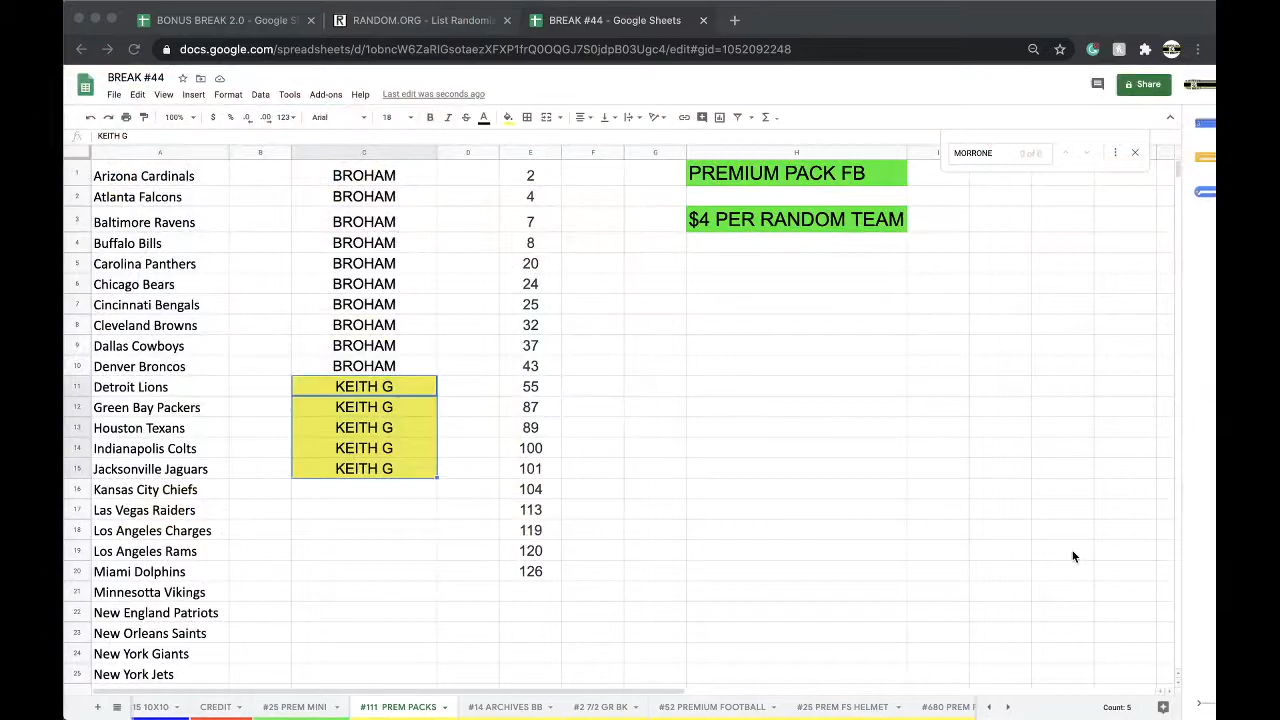 BONUS BREAK 2.0 - Google S
RANDOM.ORG - List Randomi
BREAK #44 - Google Sheets
docs.google.com/spreadsheets/d/1obncW6ZaRIGsotaezXFXP1frQ0OQGJ7S0jdpB03Ugc4/edit#gid=1052092248
BREAK #44
File Edit View Insert Format Data Tools Add-ons Help Last edit was seconds ago
Share
100% $ % .0 .00 123 Arial 18 B I S A
fx KEITH G
MORRONE 0 of 0
A B C D E F G H
1 Arizona Cardinals BROHAM 2 PREMIUM PACK FB
2 Atlanta Falcons BROHAM 4
3 Baltimore Ravens BROHAM 7 $4 PER RANDOM TEAM
4 Buffalo Bills BROHAM 8
5 Carolina Panthers BROHAM 20
6 Chicago Bears BROHAM 24
7 Cincinnati Bengals BROHAM 25
8 Cleveland Browns BROHAM 32
9 Dallas Cowboys BROHAM 37
10 Denver Broncos BROHAM 43
11 Detroit Lions KEITH G 55
12 Green Bay Packers KEITH G 87
13 Houston Texans KEITH G 89
14 Indianapolis Colts KEITH G 100
15 Jacksonville Jaguars KEITH G 101
16 Kansas City Chiefs 104
17 Las Vegas Raiders 113
18 Los Angeles Charges 119
19 Los Angeles Rams 120
20 Miami Dolphins 126
21 Minnesotta Vikings
22 New England Patriots
23 New Orleans Saints
24 New York Giants
25 New York Jets
15 10X10 CREDIT #25 PREM MINI #111 PREM PACKS #14 ARCHIVES BB #2 7/2 GR BK #52 PREMIUM FOOTBALL #25 PREM FS HELMET #680 PREM F Count: 5